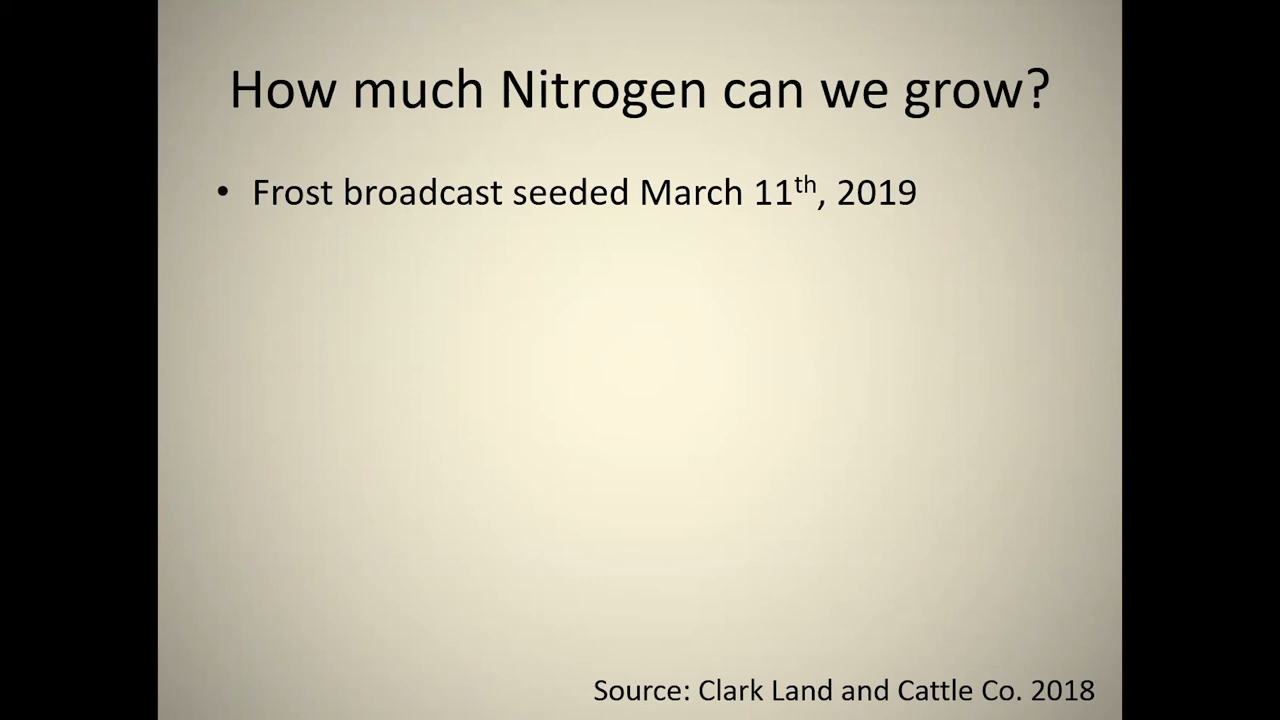 How much Nitrogen can we grow?
• Frost broadcast seeded March 11th, 2019
Source: Clark Land and Cattle Co. 2018